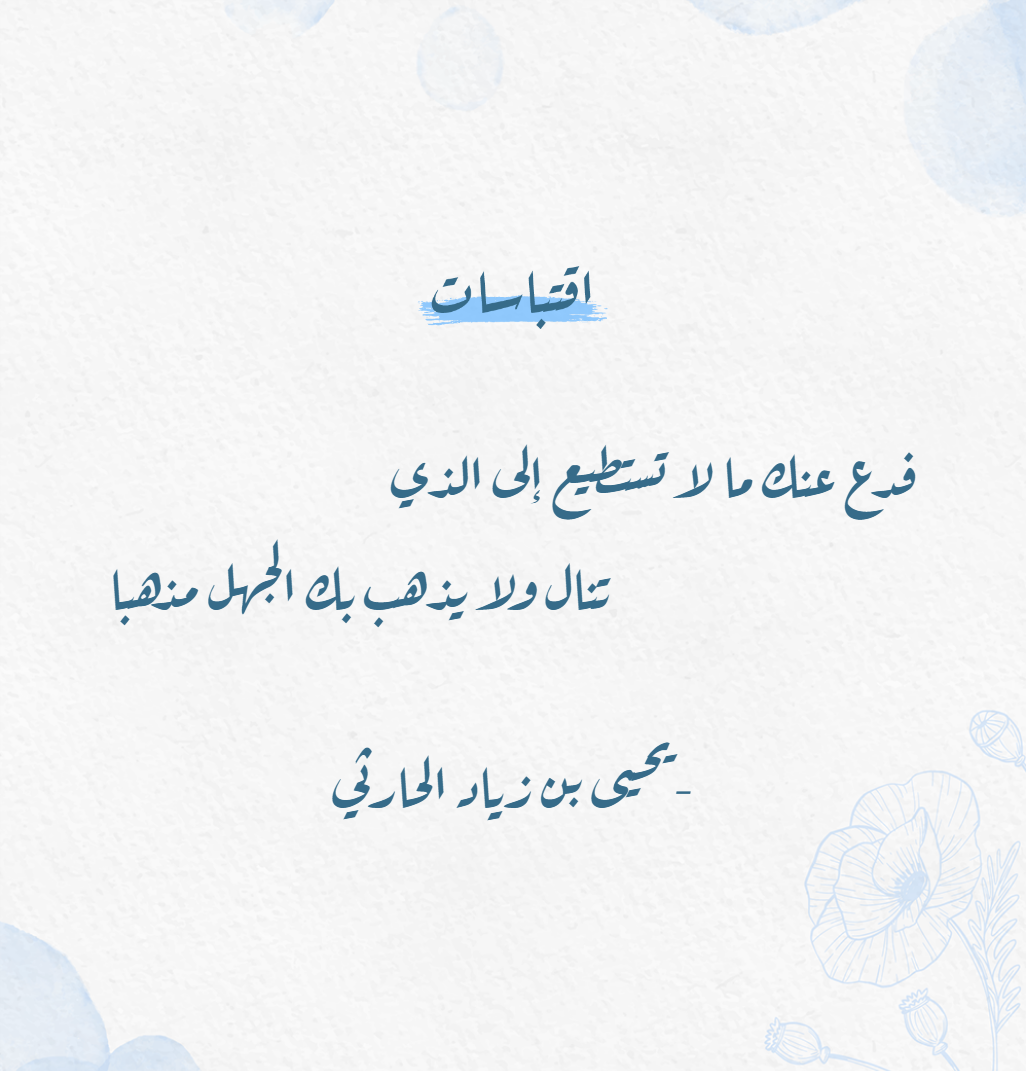 اقتباسات
فدع عنك ما لا تستطيع إلى الذي
تنال ولا يذهب بك الجهل مذهبا
- يحيى بن زياد الحارثي